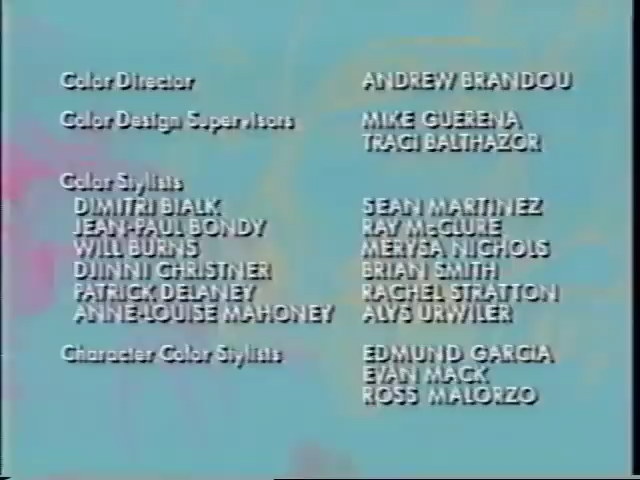 Color Director ANDREW BRANDOU
Color Design Supervisors MIKE GUERENA
TRACI BALTHAZOR
Color Stylists
DIMITRI BIALK SEAN MARTINEZ
JEAN-PAUL BONDY RAY McCLURE
WILL BURNS MERYSA NICHOLS
DJINNI CHRISTNER BRIAN SMITH
PATRICK DELANEY RACHEL STRATTON
ANNE-LOUISE MAHONEY ALYS URWILER
Character Color Stylists EDMUND GARCIA
EVAN MACK
ROSS MALORZO